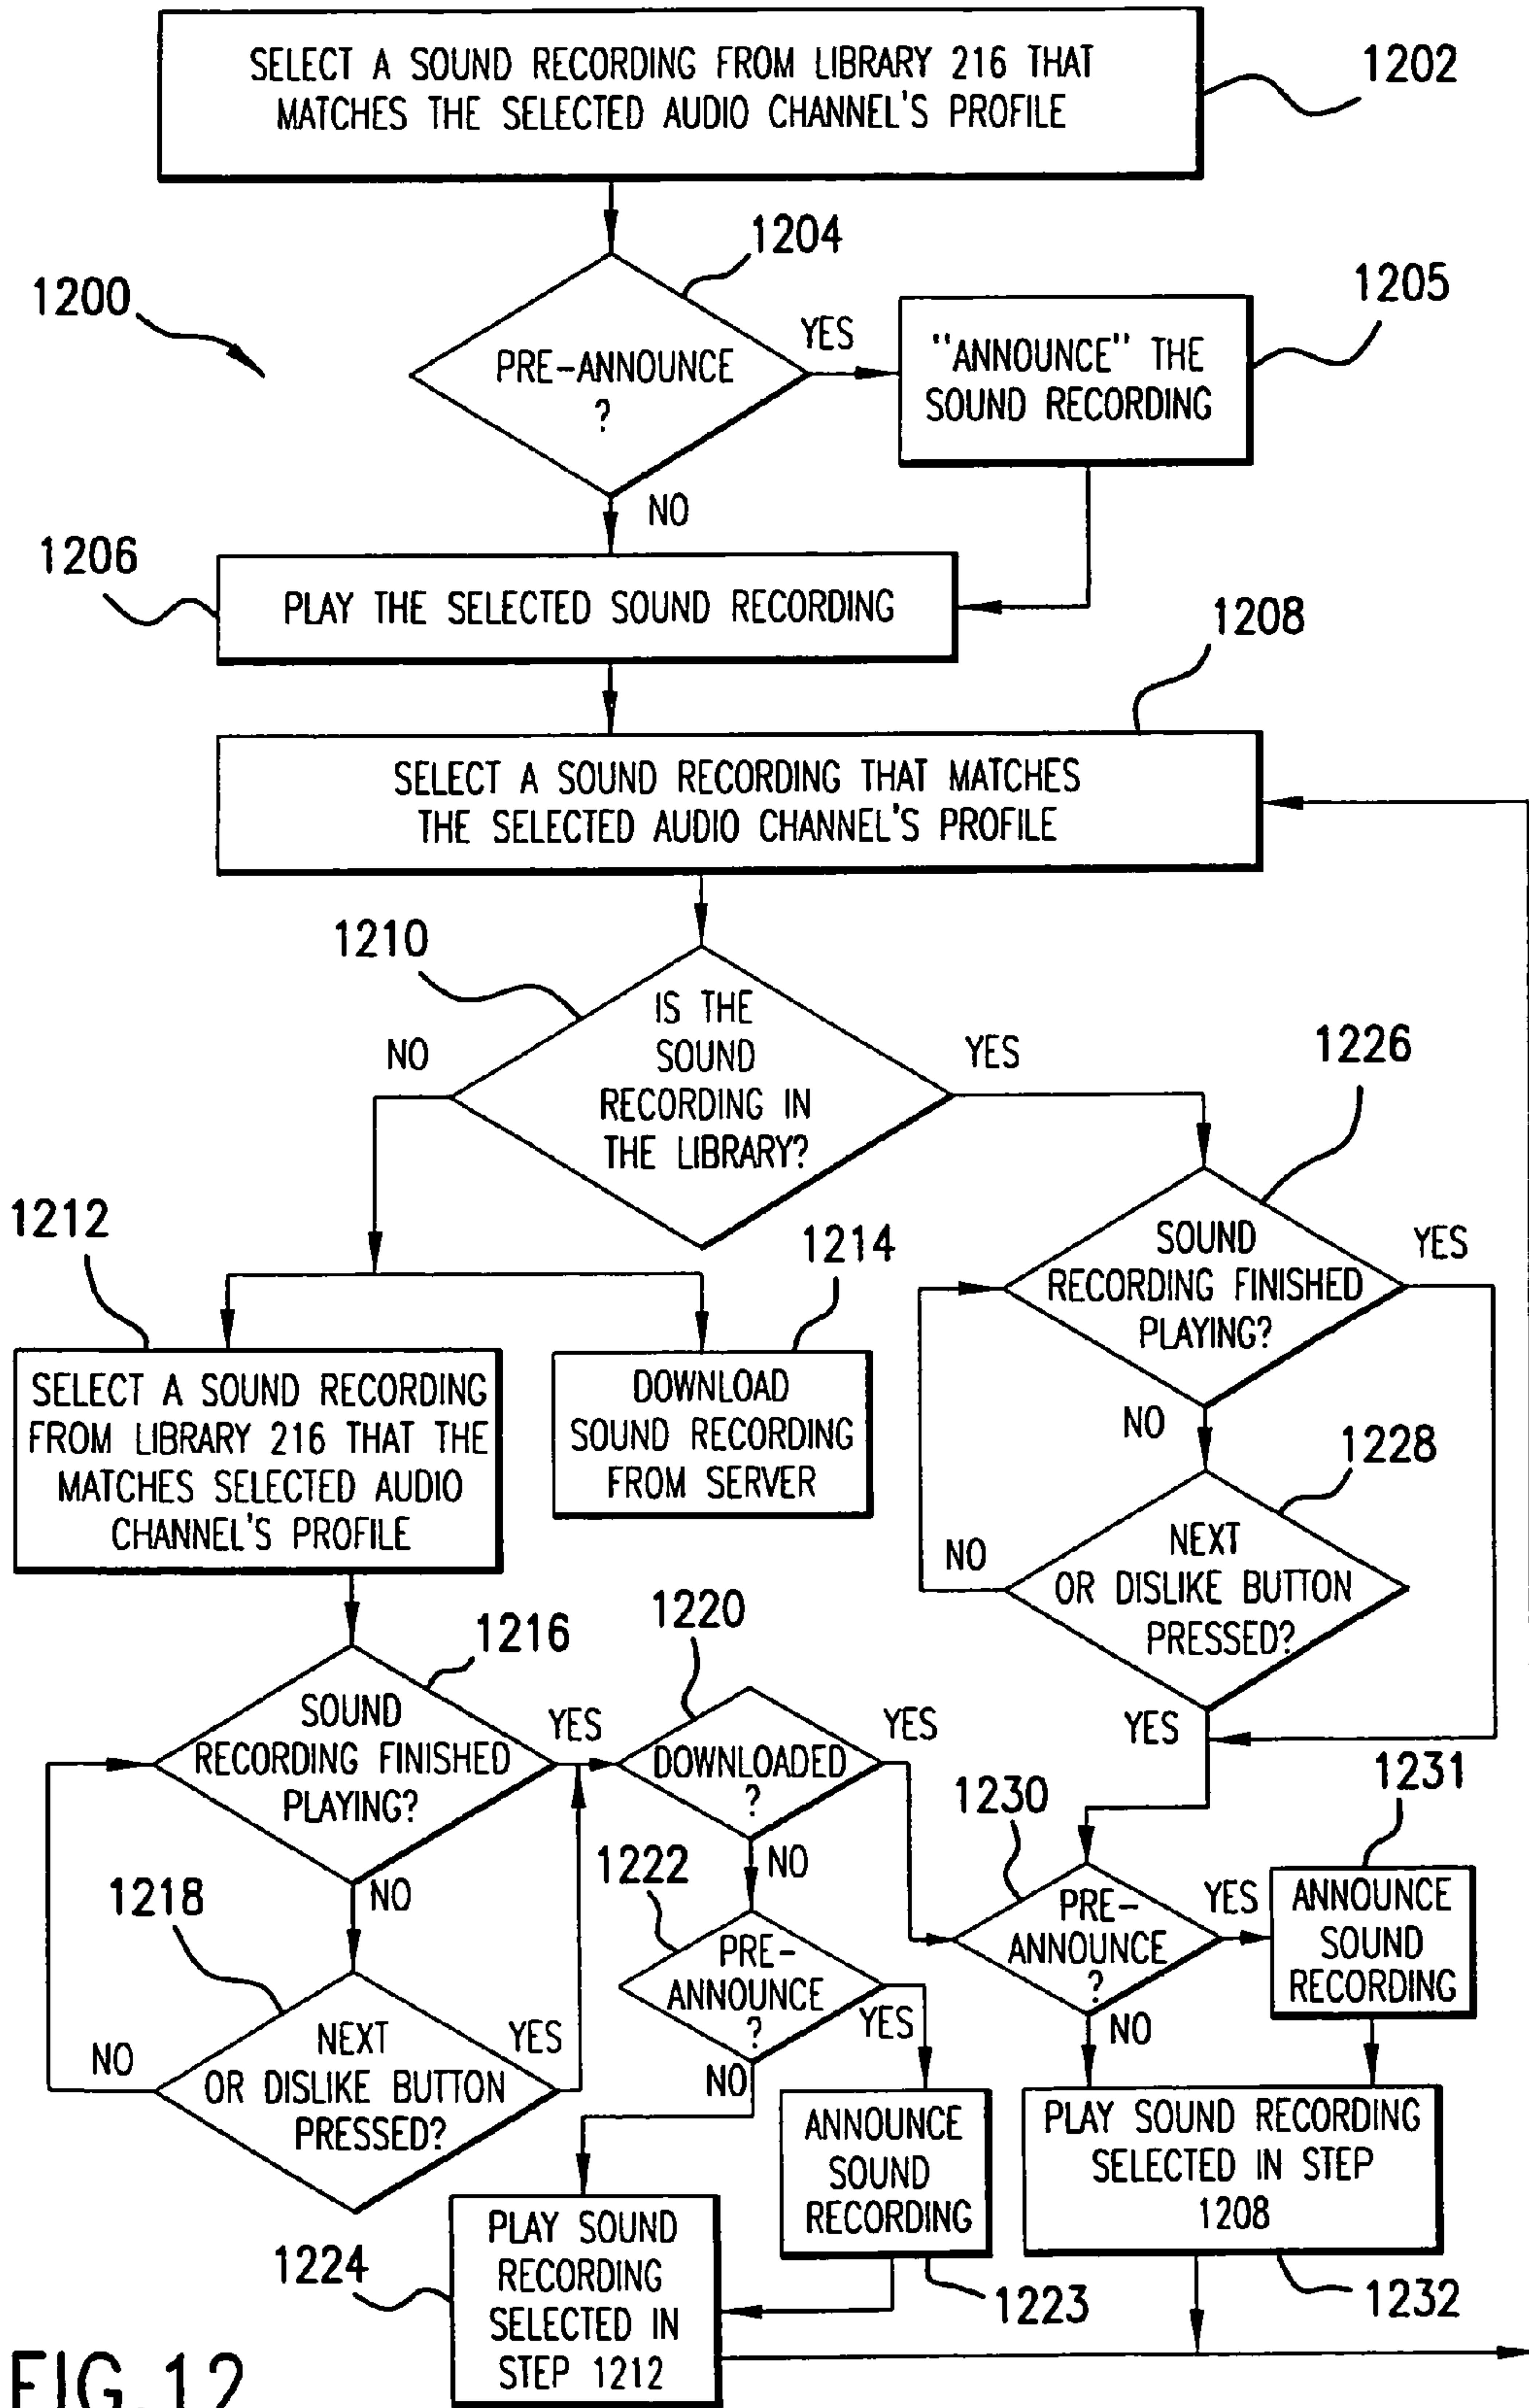 SELECT A SOUND RECORDING FROM LIBRARY 216 THAT
MATCHES THE SELECTED AUDIO CHANNEL'S PROFILE
1202
1204
1200
PRE-ANNOUNCE
?
YES
"ANNOUNCE" THE
SOUND RECORDING
1205
NO
1206
PLAY THE SELECTED SOUND RECORDING
1208
SELECT A SOUND RECORDING THAT MATCHES
THE SELECTED AUDIO CHANNEL'S PROFILE
1210
IS THE
SOUND
RECORDING IN
THE LIBRARY?
NO
YES
1226
1212
1214
SOUND
RECORDING FINISHED
PLAYING?
YES
NO
SELECT A SOUND RECORDING
FROM LIBRARY 216 THAT THE
MATCHES SELECTED AUDIO
CHANNEL'S PROFILE
DOWNLOAD
SOUND RECORDING
FROM SERVER
1228
NEXT
OR DISLIKE BUTTON
PRESSED?
NO
YES
1216
1220
SOUND
RECORDING FINISHED
PLAYING?
YES
NO
DOWNLOADED
?
YES
NO
1218
1222
1230
1231
NEXT
OR DISLIKE BUTTON
PRESSED?
NO
YES
PRE-
ANNOUNCE
?
YES
NO
PRE-
ANNOUNCE
?
YES
NO
ANNOUNCE
SOUND
RECORDING
ANNOUNCE
SOUND
RECORDING
1223
PLAY SOUND RECORDING
SELECTED IN STEP
1208
1232
1224
PLAY SOUND
RECORDING
SELECTED IN
STEP 1212
FIG.12